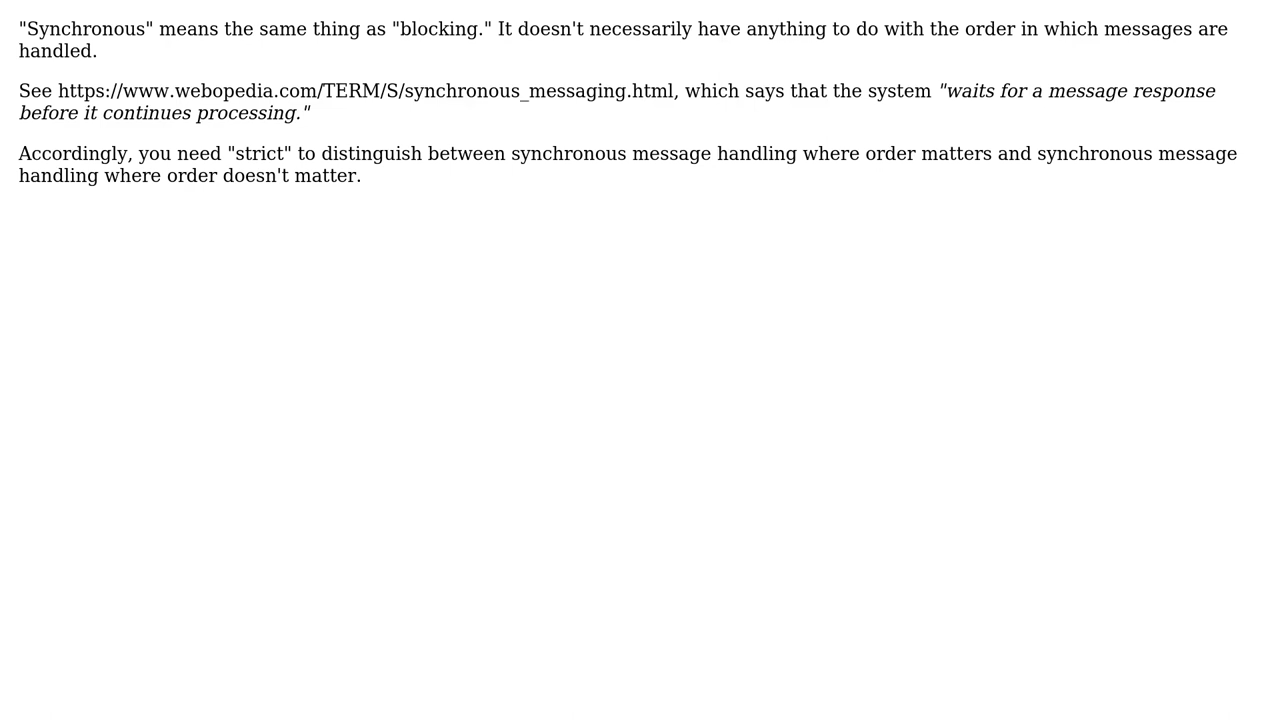 "Synchronous" means the same thing as "blocking." It doesn't necessarily have anything to do with the order in which messages are
handled.
See https://www.webopedia.com/TERM/S/synchronous_messaging.html, which says that the system "waits for a message response
before it continues processing."
Accordingly, you need "strict" to distinguish between synchronous message handling where order matters and synchronous message
handling where order doesn't matter.